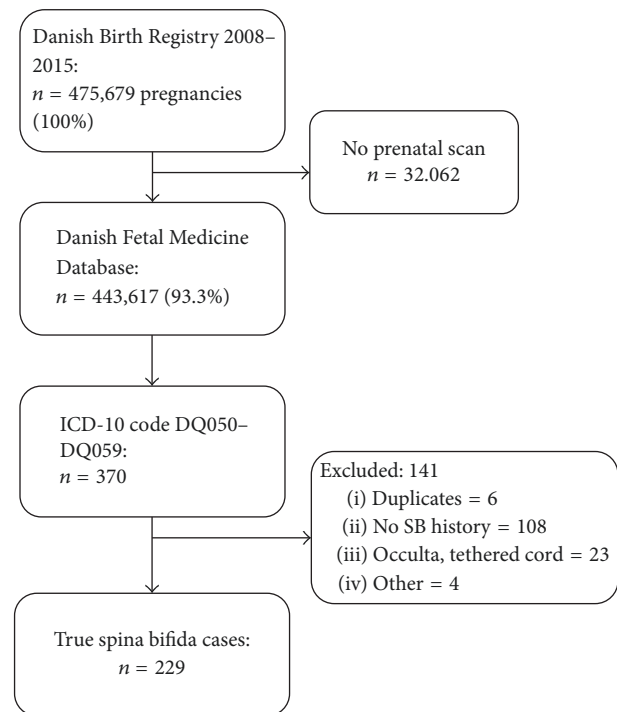 Danish Birth Registry 2008–
2015:
n = 475,679 pregnancies
(100%)
No prenatal scan
n = 32.062
Danish Fetal Medicine
Database:
n = 443,617 (93.3%)
ICD-10 code DQ050–
DQ059:
n = 370
Excluded: 141
(i) Duplicates = 6
(ii) No SB history = 108
(iii) Occulta, tethered cord = 23
(iv) Other = 4
True spina bifida cases:
n = 229